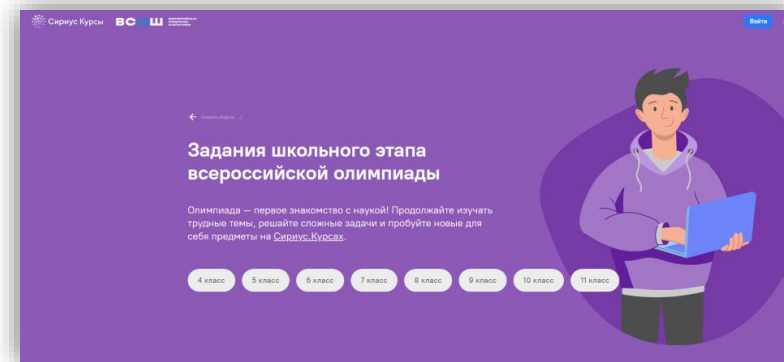 Сириус Курсы ВСОШ
Войти
Сириус.Курсы /
Задания школьного этапа
всероссийской олимпиады
Олимпиада — первое знакомство с наукой! Продолжайте изучать
трудные темы, решайте сложные задачи и пробуйте новые для
себя предметы на Сириус.Курсах.
4 класс 5 класс 6 класс 7 класс 8 класс 9 класс 10 класс 11 класс